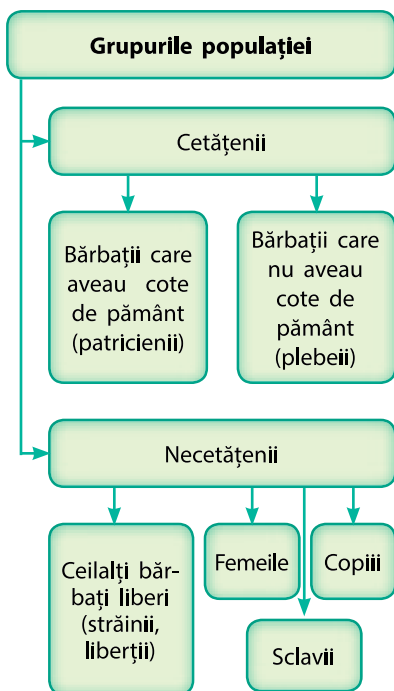 Grupurile populației
Cetățenii
Bărbații care
aveau cote
de pământ
(patricienii)
Bărbații care
nu aveau
cote de
pământ
(plebeii)
Necetățenii
Ceilalți băr-
bați liberi
(străinii,
liberții)
Femeile
Copiii
Sclavii